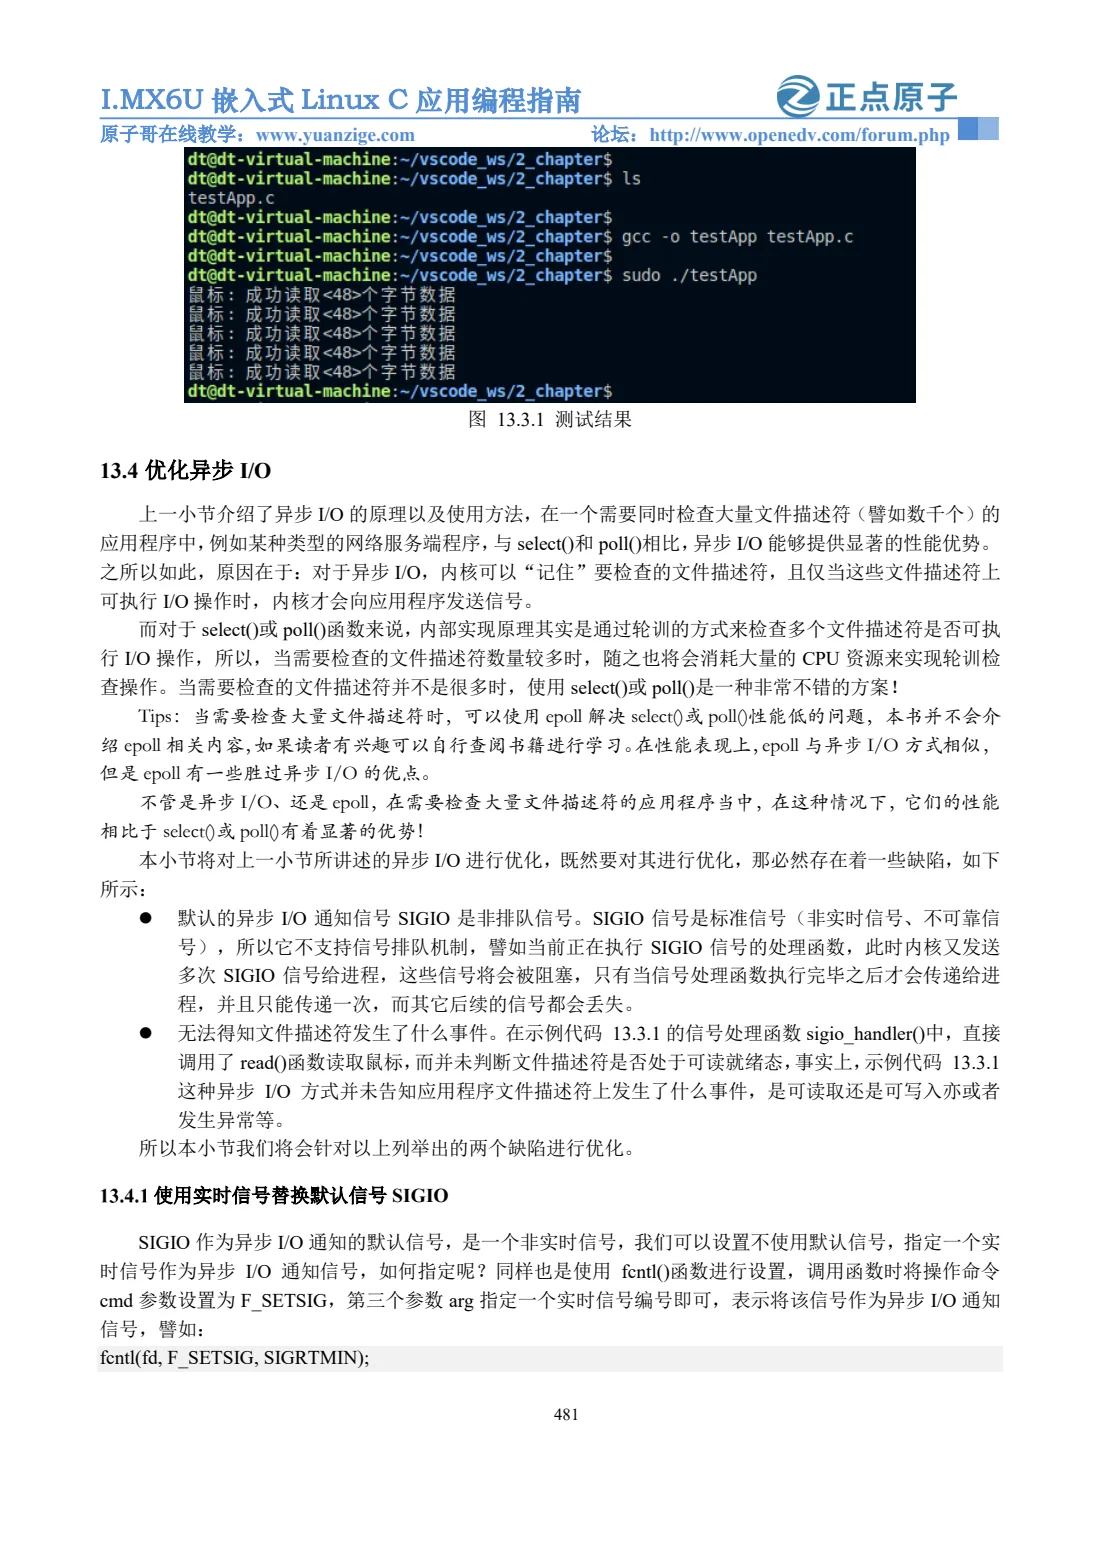 I.MX6U 嵌入式 Linux C 应用编程指南
正点原子
原子哥在线教学：www.yuanzige.com
论坛：http://www.openedv.com/forum.php
dt@dt-virtual-machine:~/vscode_ws/2_chapter$
dt@dt-virtual-machine:~/vscode_ws/2_chapter$ ls
testApp.c
dt@dt-virtual-machine:~/vscode_ws/2_chapter$
dt@dt-virtual-machine:~/vscode_ws/2_chapter$ gcc -o testApp testApp.c
dt@dt-virtual-machine:~/vscode_ws/2_chapter$
dt@dt-virtual-machine:~/vscode_ws/2_chapter$ sudo ./testApp
鼠标: 成功读取<48>个字节数据
鼠标: 成功读取<48>个字节数据
鼠标: 成功读取<48>个字节数据
鼠标: 成功读取<48>个字节数据
鼠标: 成功读取<48>个字节数据
dt@dt-virtual-machine:~/vscode_ws/2_chapter$
图 13.3.1 测试结果
13.4 优化异步 I/O
上一小节介绍了异步 I/O 的原理以及使用方法，在一个需要同时检查大量文件描述符（譬如数千个）的
应用程序中，例如某种类型的网络服务端程序，与 select()和 poll()相比，异步 I/O 能够提供显著的性能优势。
之所以如此，原因在于：对于异步 I/O，内核可以“记住”要检查的文件描述符，且仅当这些文件描述符上
可执行 I/O 操作时，内核才会向应用程序发送信号。
而对于 select()或 poll()函数来说，内部实现原理其实是通过轮训的方式来检查多个文件描述符是否可执
行 I/O 操作，所以，当需要检查的文件描述符数量较多时，随之也将会消耗大量的 CPU 资源来实现轮训检
查操作。当需要检查的文件描述符并不是很多时，使用 select()或 poll()是一种非常不错的方案！
Tips：当需要检查大量文件描述符时，可以使用 epoll 解决 select()或 poll()性能低的问题，本书并不会介
绍 epoll 相关内容，如果读者有兴趣可以自行查阅书籍进行学习。在性能表现上，epoll 与异步 I/O 方式相似，
但是 epoll 有一些胜过异步 I/O 的优点。
不管是异步 I/O、还是 epoll，在需要检查大量文件描述符的应用程序当中，在这种情况下，它们的性能
相比于 select()或 poll()有着显著的优势！
本小节将对上一小节所讲述的异步 I/O 进行优化，既然要对其进行优化，那必然存在着一些缺陷，如下
所示：
● 默认的异步 I/O 通知信号 SIGIO 是非排队信号。SIGIO 信号是标准信号（非实时信号、不可靠信
号），所以它不支持信号排队机制，譬如当前正在执行 SIGIO 信号的处理函数，此时内核又发送
多次 SIGIO 信号给进程，这些信号将会被阻塞，只有当信号处理函数执行完毕之后才会传递给进
程，并且只能传递一次，而其它后续的信号都会丢失。
● 无法得知文件描述符发生了什么事件。在示例代码 13.3.1 的信号处理函数 sigio_handler()中，直接
调用了 read()函数读取鼠标，而并未判断文件描述符是否处于可读就绪态，事实上，示例代码 13.3.1
这种异步 I/O 方式并未告知应用程序文件描述符上发生了什么事件，是可读取还是可写入亦或者
发生异常等。
所以本小节我们将会针对以上列举出的两个缺陷进行优化。
13.4.1 使用实时信号替换默认信号 SIGIO
SIGIO 作为异步 I/O 通知的默认信号，是一个非实时信号，我们可以设置不使用默认信号，指定一个实
时信号作为异步 I/O 通知信号，如何指定呢？同样也是使用 fcntl()函数进行设置，调用函数时将操作命令
cmd 参数设置为 F_SETSIG，第三个参数 arg 指定一个实时信号编号即可，表示将该信号作为异步 I/O 通知
信号，譬如：
fcntl(fd, F_SETSIG, SIGRTMIN);
481